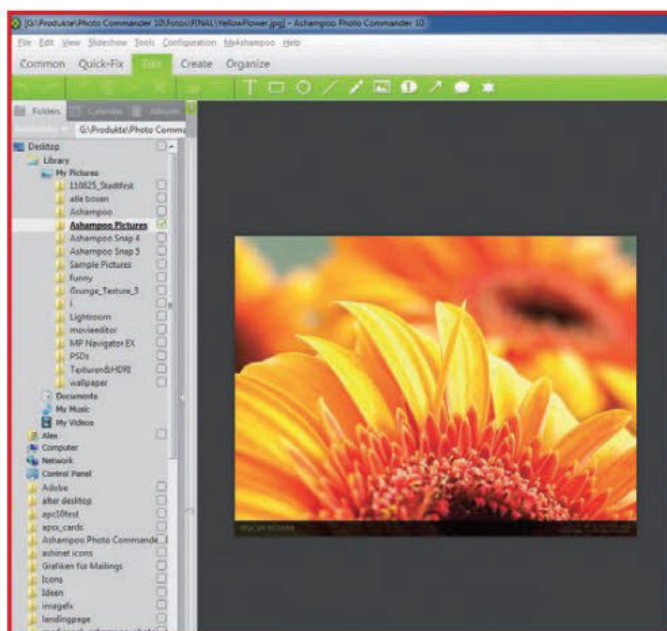 [G:\Produkte\Photo Commander 10\Fotos\FINAL\YellowFlower.jpg] - Ashampoo Photo Commander 10
File Edit View Slideshow Tools Configuration MyAshampoo Help
Common Quick-Fix Edit Create Organize
Folders Calendar Albums
G:\Produkte\Photo Comma
Desktop
Library
My Pictures
110825_Stadtfest
alle boxen
Ashampoo
Ashampoo Pictures
Ashampoo Snap 4
Ashampoo Snap 5
Sample Pictures
funny
Grunge_Texture_3
i
Lightroom
movieeditor
MP Navigator EX
PSDs
Texturen&HDRI
wallpaper
Documents
My Music
My Videos
Alex
Computer
Network
Control Panel
Adobe
alter desktop
apc10test
apcx_cards
Ashampoo Photo Commande
ashinet icons
Grafiken für Mailings
Icons
Ideen
imagefx
landingpage